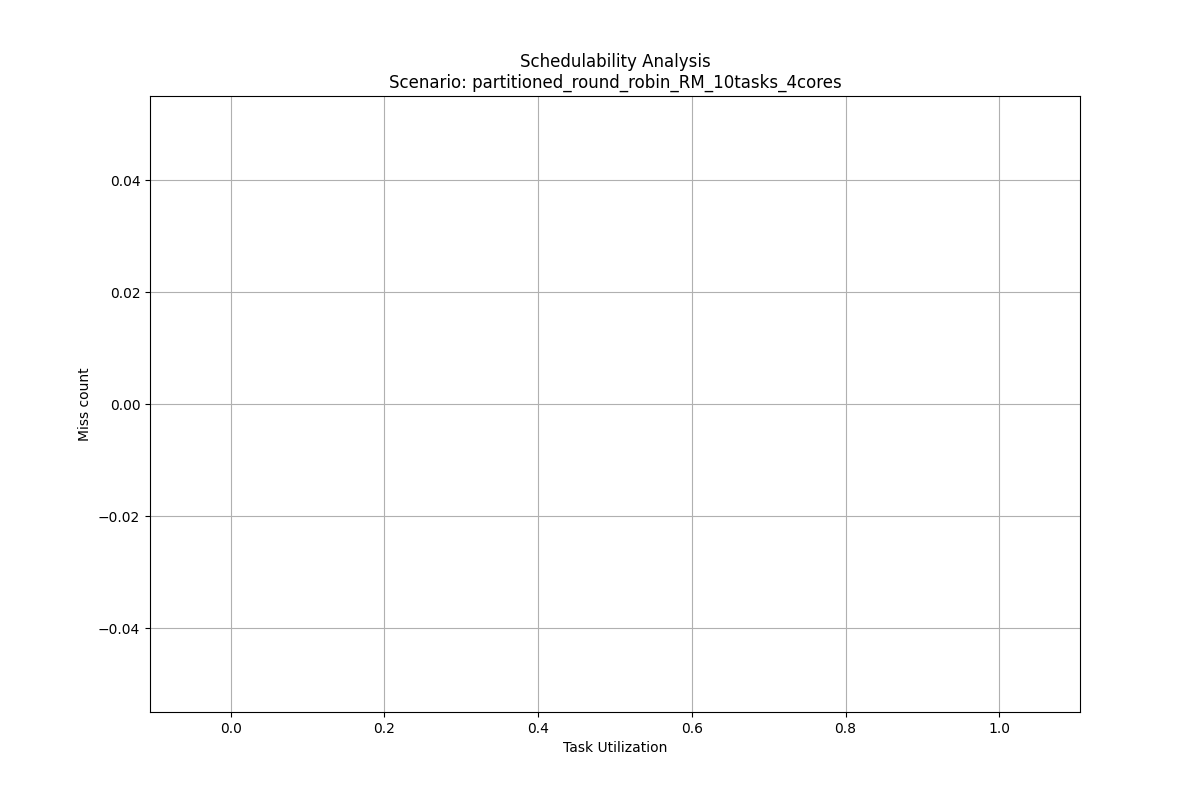 Schedulability Analysis
Scenario: partitioned_round_robin_RM_10tasks_4cores
0.04
0.02
0.00
−0.02
−0.04
Miss count
0.0 0.2 0.4 0.6 0.8 1.0
Task Utilization